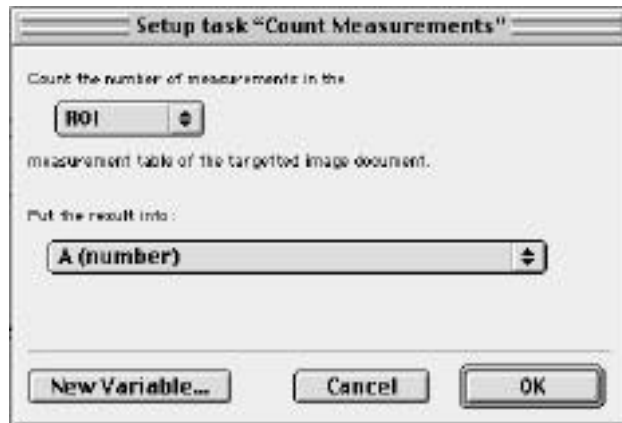 Setup task “Count Measurements”
Count the number of measurements in the
ROI
measurement table of the targetted image document.
Put the result into:
A (number)
New Variable...
Cancel
OK